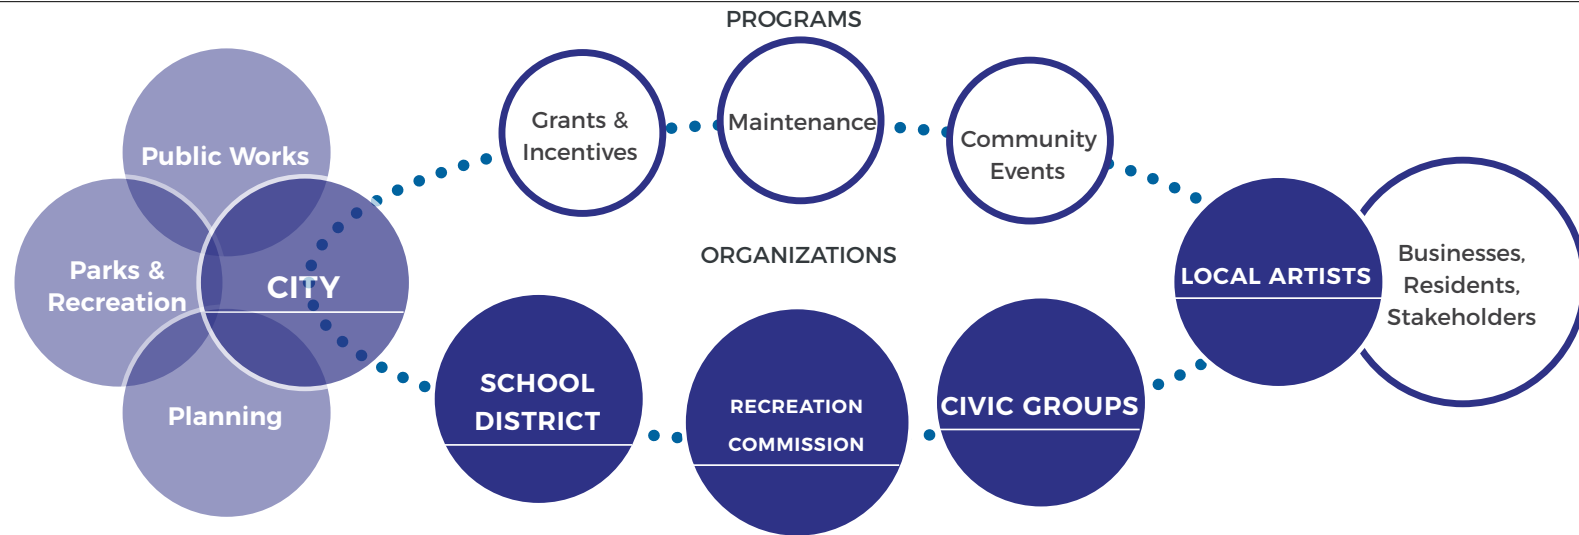 PROGRAMS
Public Works
Parks &
Recreation
CITY
Planning
Grants &
Incentives
Maintenance
Community
Events
ORGANIZATIONS
SCHOOL
DISTRICT
RECREATION
COMMISSION
CIVIC GROUPS
LOCAL ARTISTS
Businesses,
Residents,
Stakeholders